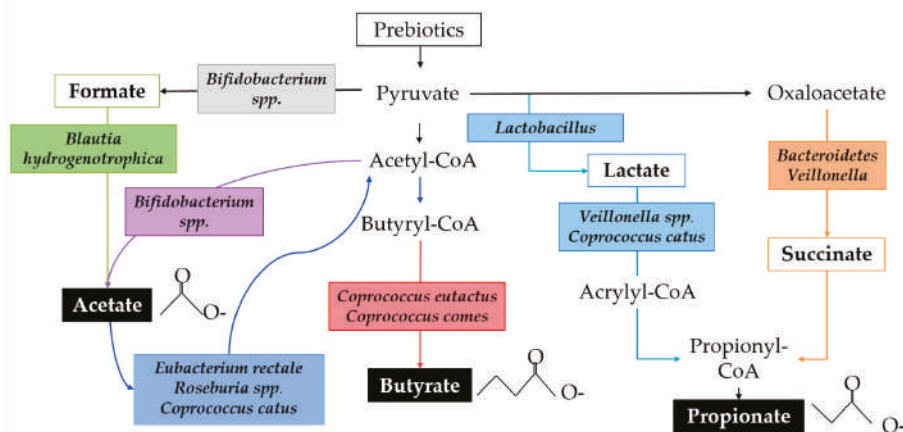 Prebiotics
Formate
Bifidobacterium
spp.
Pyruvate
Oxaloacetate
Lactobacillus
Blautia
hydrogenotrophica
Acetyl-CoA
Lactate
Bacteroidetes
Veillonella
Bifidobacterium
spp.
Butyryl-CoA
Veillonella spp.
Coprococcus catus
Succinate
Acetate
O
O-
Coprococcus eutactus
Coprococcus comes
Acrylyl-CoA
Eubacterium rectale
Roseburia spp.
Coprococcus catus
Butyrate
O
O-
Propionyl-
CoA
Propionate
O
O-